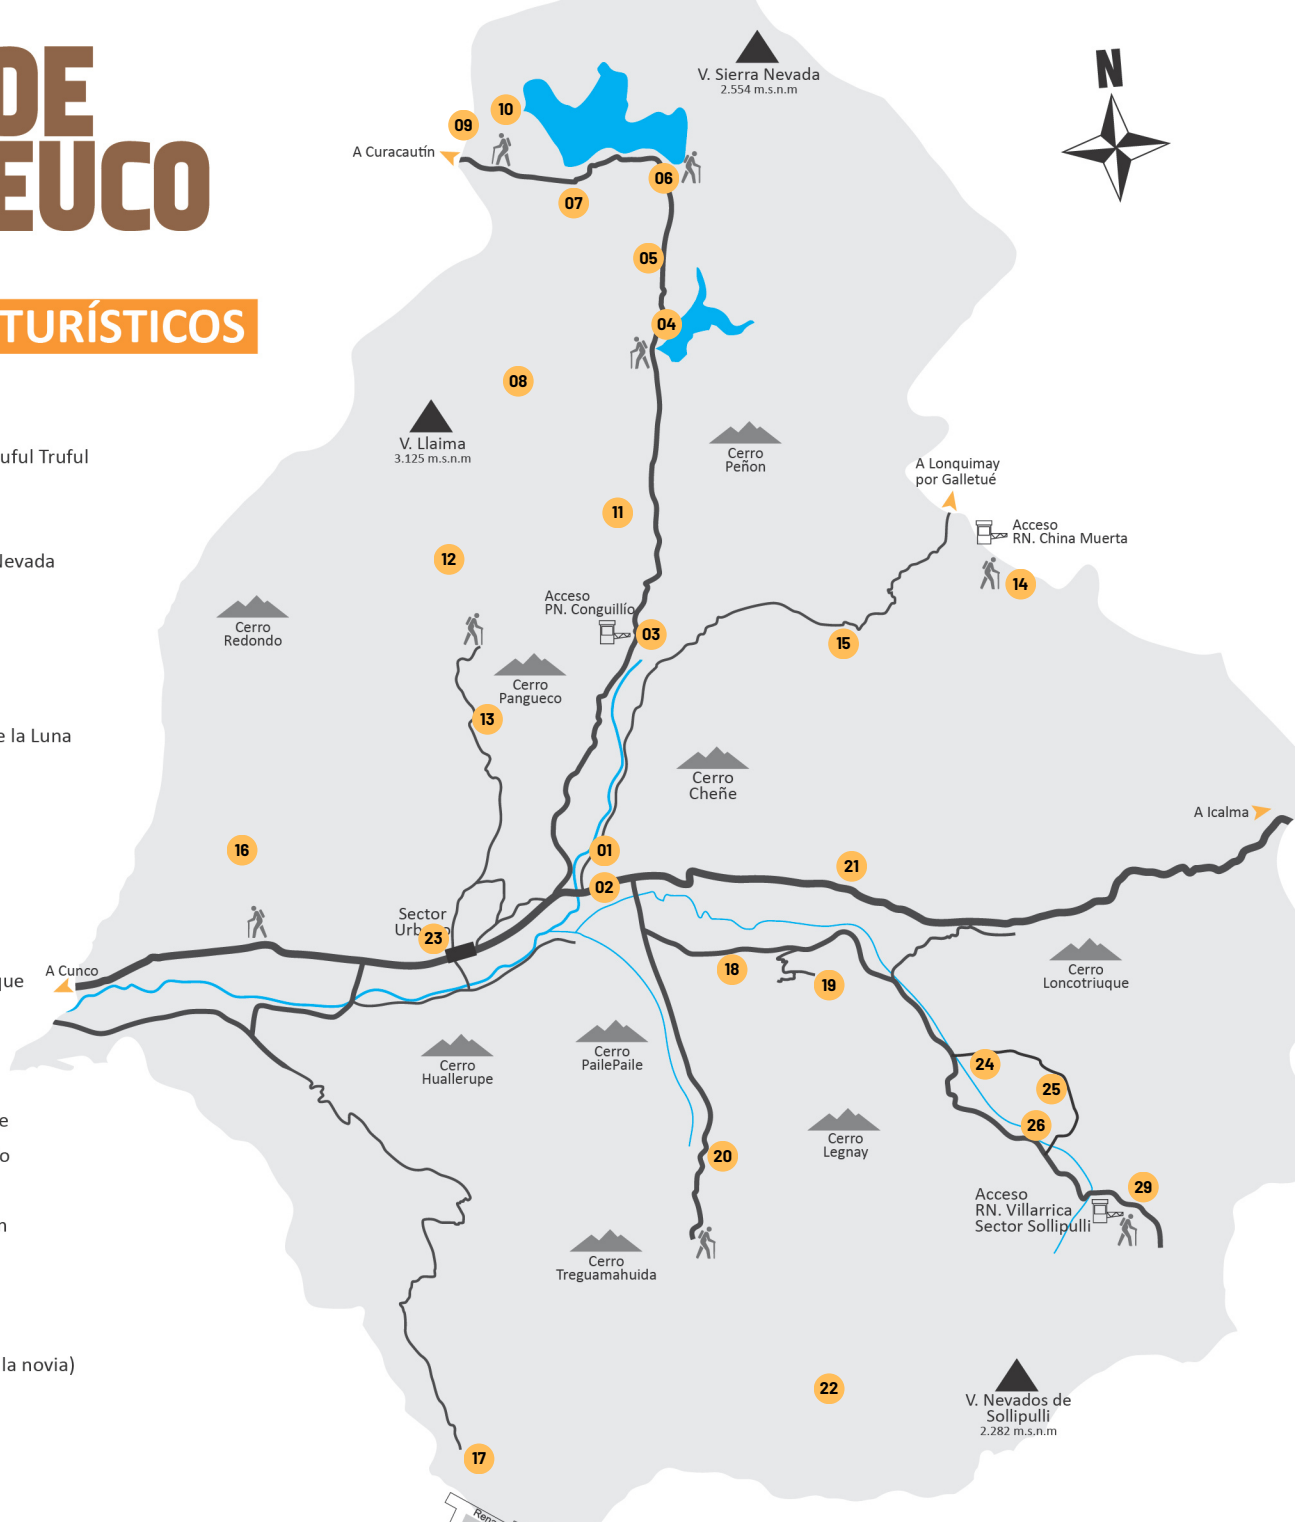 DE
EUCO
TURÍSTICOS
uful Truful
Nevada
e la Luna
que
e
o
n
la novia)
N
V. Sierra Nevada
2.554 m.s.n.m
10
09
A Curacautín
06
07
05
04
08
V. Llaima
3.125 m.s.n.m
Cerro
Peñon
A Lonquimay
por Galletué
11
Acceso
RN. China Muerta
12
14
Acceso
PN. Conguillío
Cerro
Redondo
03
15
Cerro
Pangueco
13
Cerro
Cheñe
A Icalma
16
01
21
02
Sector
Urb o
23
A Cunco
18
19
Cerro
Loncotriuque
Cerro
Huallerupe
Cerro
PailePaile
24
25
26
Cerro
Legnay
20
29
Acceso
RN. Villarrica
Sector Sollipulli
Cerro
Treguamahuida
22
V. Nevados de
Sollipulli
2.282 m.s.n.m
17